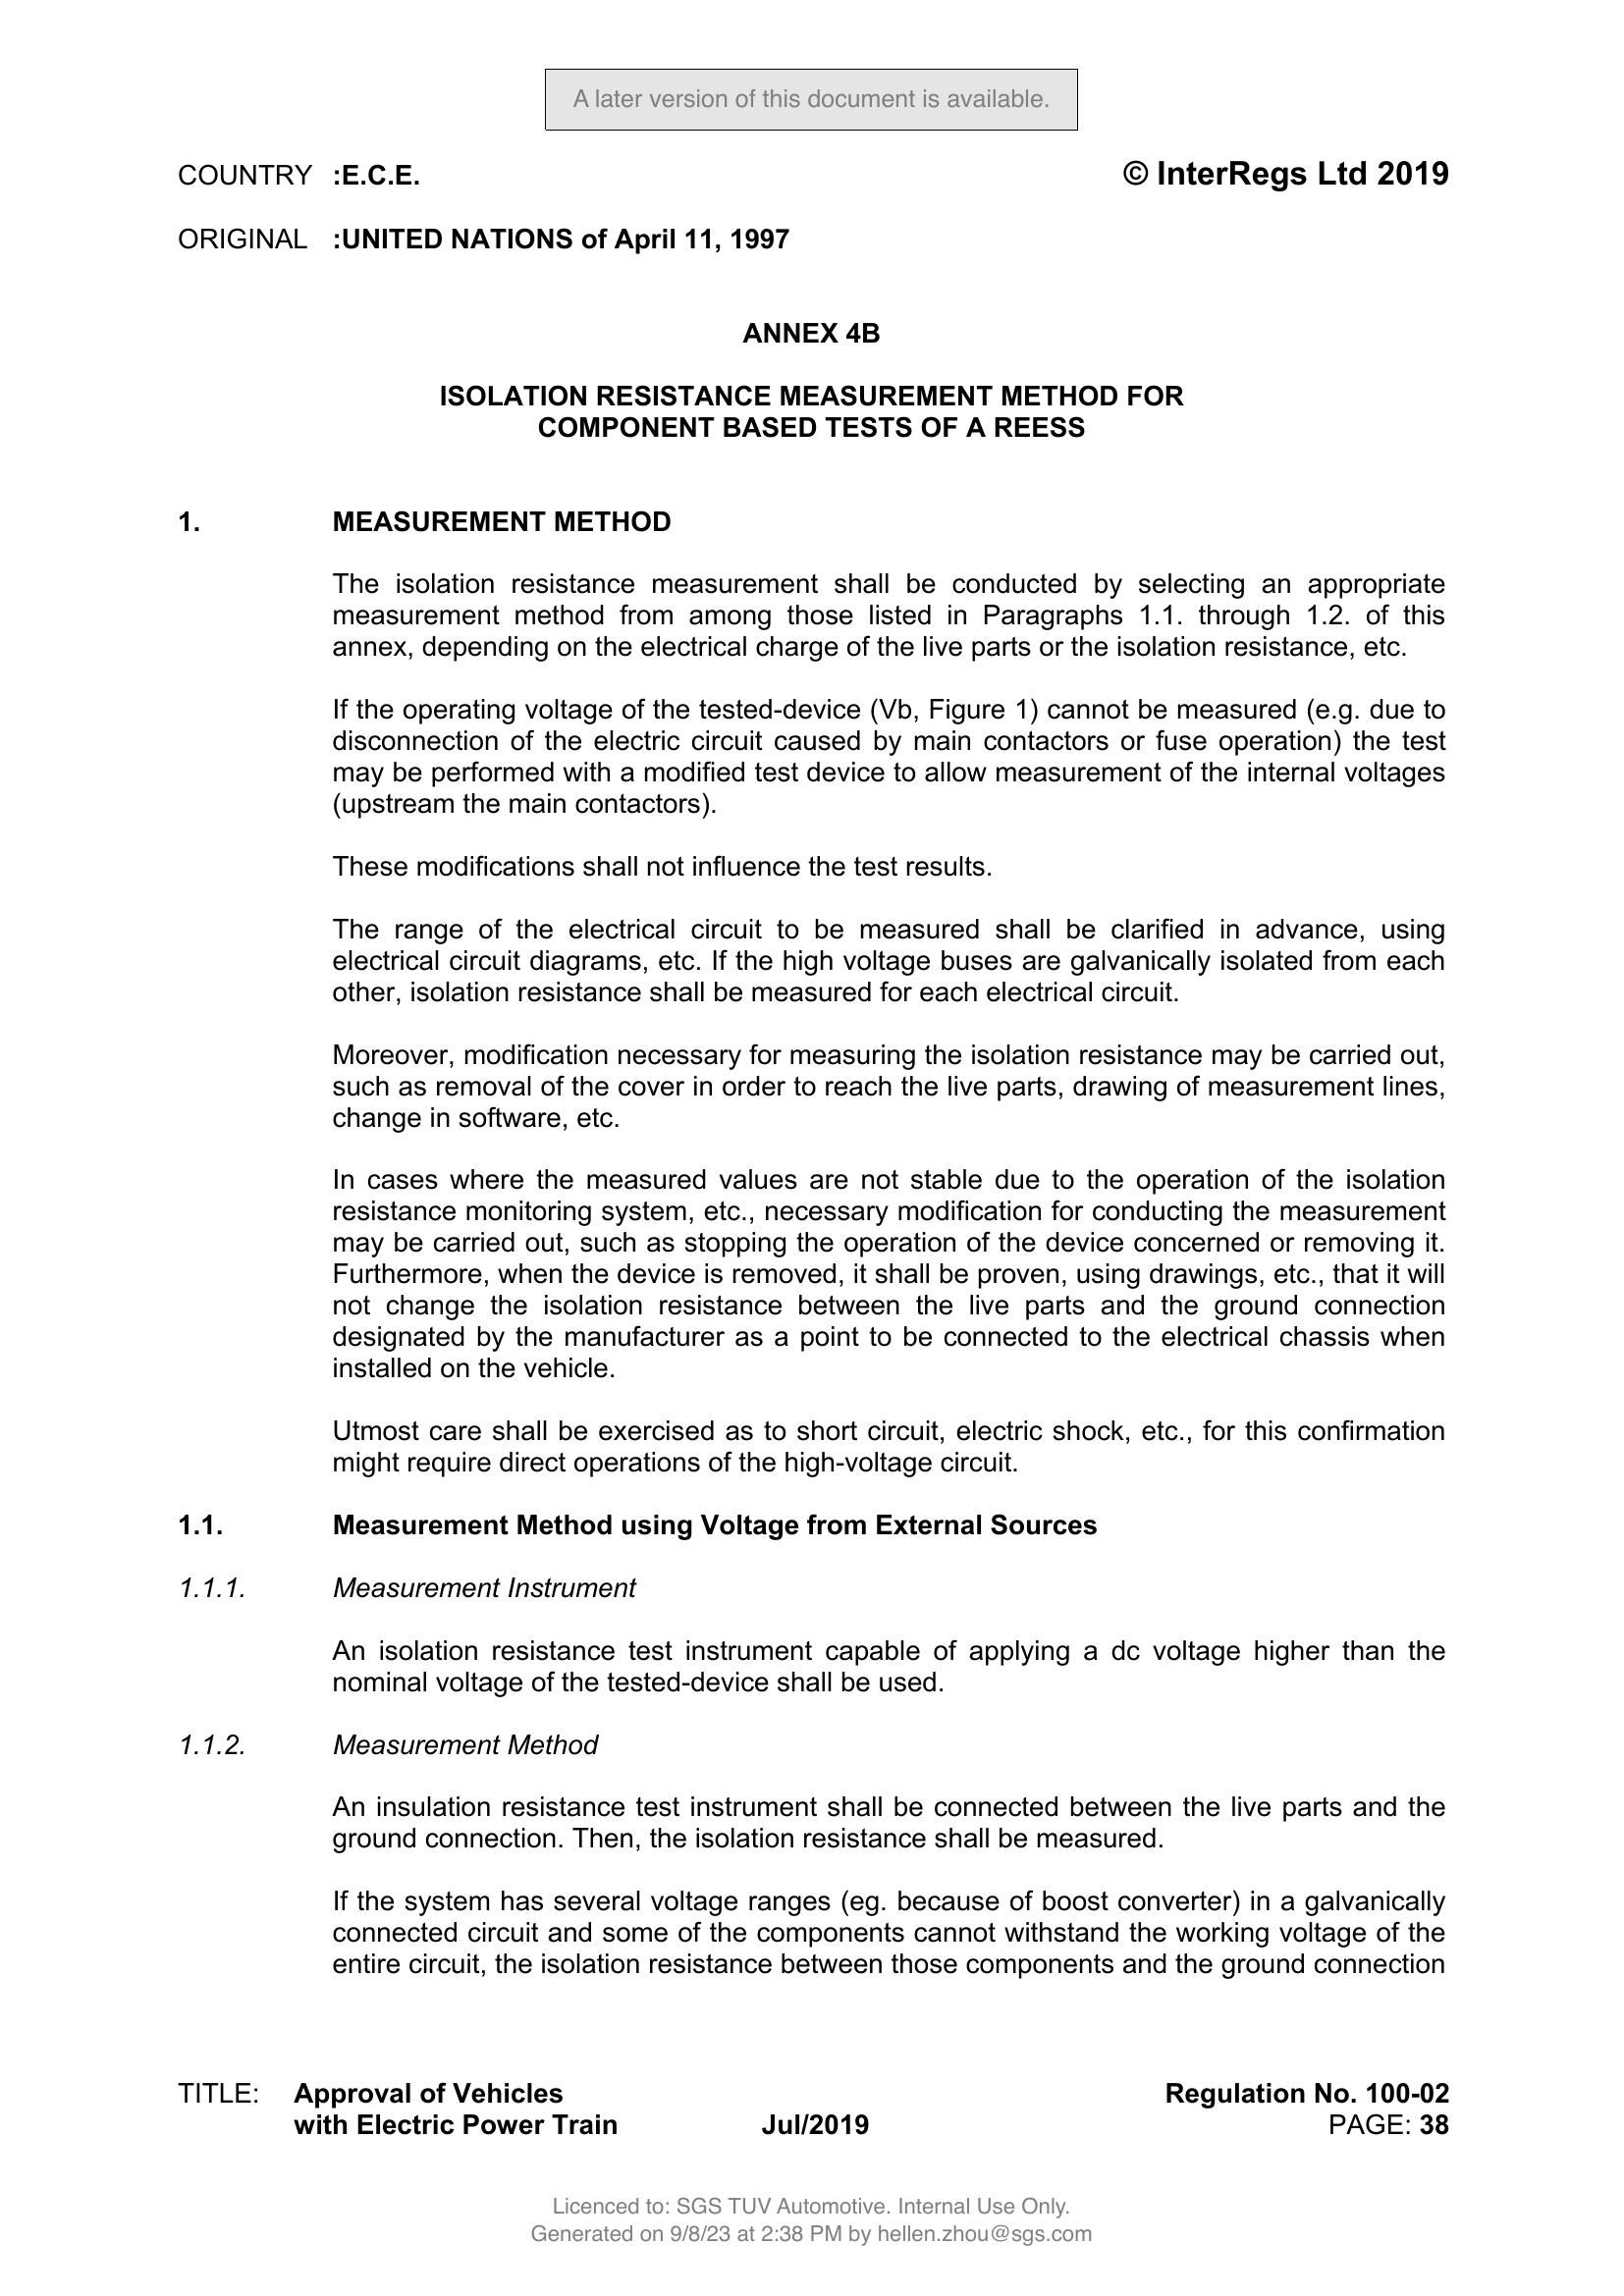 A later version of this document is available.
COUNTRY :E.C.E. © InterRegs Ltd 2019
ORIGINAL :UNITED NATIONS of April 11, 1997
ANNEX 4B
ISOLATION RESISTANCE MEASUREMENT METHOD FOR
COMPONENT BASED TESTS OF A REESS
1. MEASUREMENT METHOD
The isolation resistance measurement shall be conducted by selecting an appropriate
measurement method from among those listed in Paragraphs 1.1. through 1.2. of this
annex, depending on the electrical charge of the live parts or the isolation resistance, etc.
If the operating voltage of the tested-device (Vb, Figure 1) cannot be measured (e.g. due to
disconnection of the electric circuit caused by main contactors or fuse operation) the test
may be performed with a modified test device to allow measurement of the internal voltages
(upstream the main contactors).
These modifications shall not influence the test results.
The range of the electrical circuit to be measured shall be clarified in advance, using
electrical circuit diagrams, etc. If the high voltage buses are galvanically isolated from each
other, isolation resistance shall be measured for each electrical circuit.
Moreover, modification necessary for measuring the isolation resistance may be carried out,
such as removal of the cover in order to reach the live parts, drawing of measurement lines,
change in software, etc.
In cases where the measured values are not stable due to the operation of the isolation
resistance monitoring system, etc., necessary modification for conducting the measurement
may be carried out, such as stopping the operation of the device concerned or removing it.
Furthermore, when the device is removed, it shall be proven, using drawings, etc., that it will
not change the isolation resistance between the live parts and the ground connection
designated by the manufacturer as a point to be connected to the electrical chassis when
installed on the vehicle.
Utmost care shall be exercised as to short circuit, electric shock, etc., for this confirmation
might require direct operations of the high-voltage circuit.
1.1. Measurement Method using Voltage from External Sources
1.1.1. Measurement Instrument
An isolation resistance test instrument capable of applying a dc voltage higher than the
nominal voltage of the tested-device shall be used.
1.1.2. Measurement Method
An insulation resistance test instrument shall be connected between the live parts and the
ground connection. Then, the isolation resistance shall be measured.
If the system has several voltage ranges (eg. because of boost converter) in a galvanically
connected circuit and some of the components cannot withstand the working voltage of the
entire circuit, the isolation resistance between those components and the ground connection
TITLE: Approval of Vehicles Regulation No. 100-02
with Electric Power Train Jul/2019 PAGE: 38
Licenced to: SGS TUV Automotive. Internal Use Only.
Generated on 9/8/23 at 2:38 PM by hellen.zhou@sgs.com